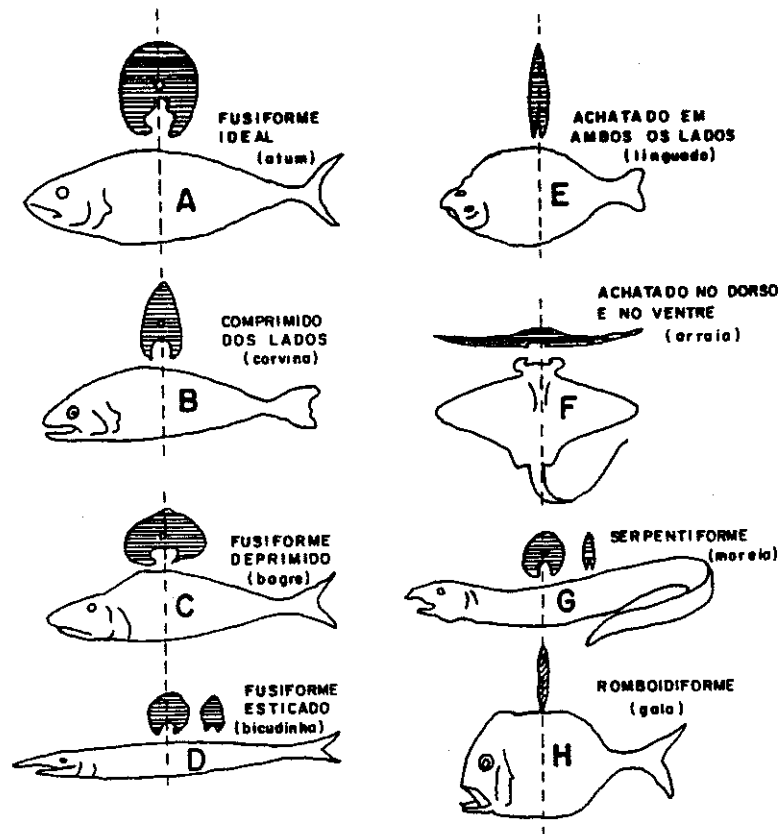 FUSIFORME
IDEAL
(atum)
A
COMPRIMIDO
DOS LADOS
(corvina)
B
FUSIFORME
DEPRIMIDO
(bagre)
C
FUSIFORME
ESTICADO
(bicudinha)
D
ACHATADO EM
AMBOS OS LADOS
(linguado)
E
ACHATADO NO DORSO
E NO VENTRE
(arraia)
F
SERPENTIFORME
(moreia)
G
ROMBOIDIFORME
(galo)
H